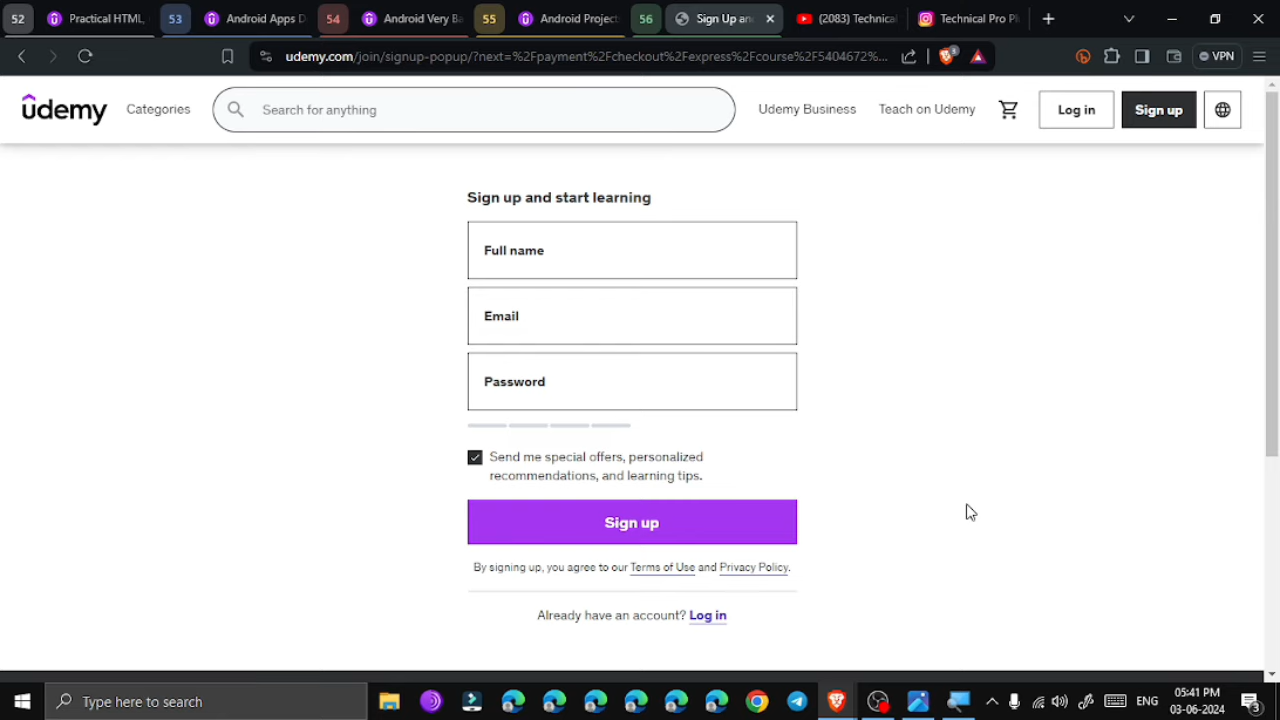 52
Practical HTML,
53
Android Apps D
54
Android Very Ba
55
Android Project
56
Sign Up an
(2083) Technical
Technical Pro Pl
udemy.com/join/signup-popup/?next=%2Fpayment%2Fcheckout%2Fexpress%2Fcourse%2F5404672%...
3
VPN
udemy
Categories
Search for anything
Udemy Business
Teach on Udemy
Log in
Sign up
Sign up and start learning
Full name
Email
Password
Send me special offers, personalized
recommendations, and learning tips.
Sign up
By signing up, you agree to our Terms of Use and Privacy Policy.
Already have an account? Log in
Type here to search
ENG
05:41 PM
03-06-2024
3